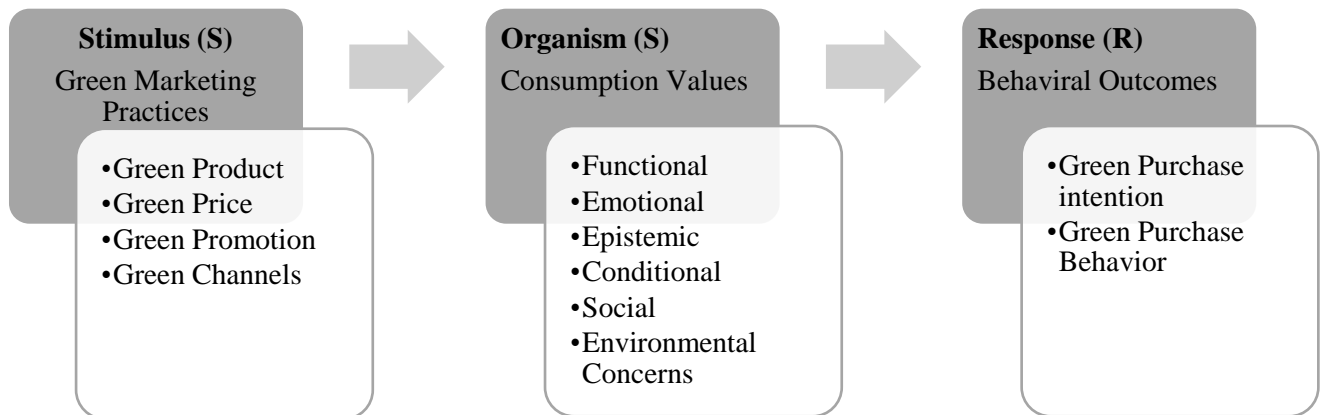 Stimulus (S)
Green Marketing
Practices
•Green Product
•Green Price
•Green Promotion
•Green Channels
Organism (S)
Consumption Values
•Functional
•Emotional
•Epistemic
•Conditional
•Social
•Environmental
Concerns
Response (R)
Behaviral Outcomes
•Green Purchase
intention
•Green Purchase
Behavior